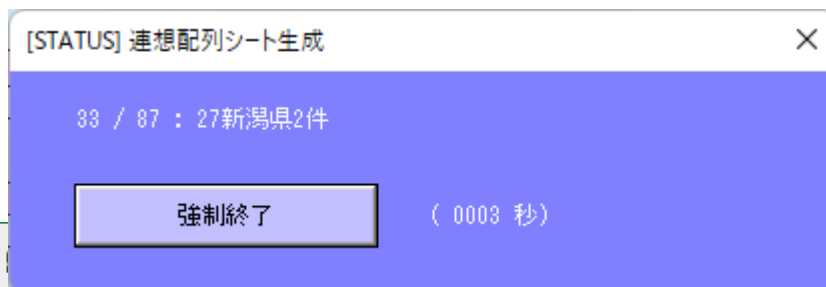 [STATUS] 連想配列シート生成
33 / 87 : 27新潟県2件
強制終了
( 0003 秒)